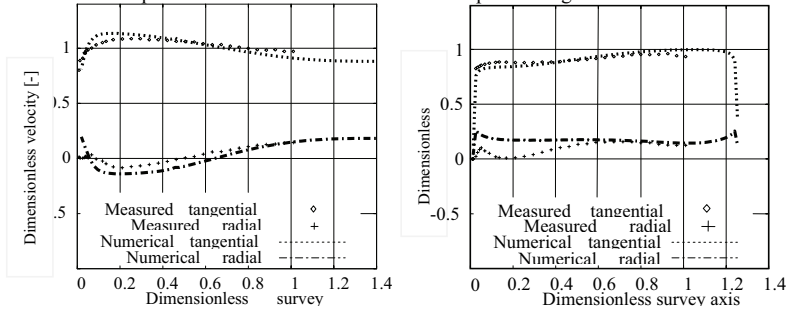 Dimensionless velocity [-]
1
0.5
0
.5
Measured tangential
Measured radial
Numerical tangential
Numerical radial
0 0.2 0.4 0.6 0.8 1 1.2 1.4
Dimensionless survey
Dimensionless
1
0.5
0
-0.5
Measured tangential
Measured radial
Numerical tangential
Numerical radial
0 0.2 0.4 0.6 0.8 1 1.2 1.4
Dimensionless survey axis